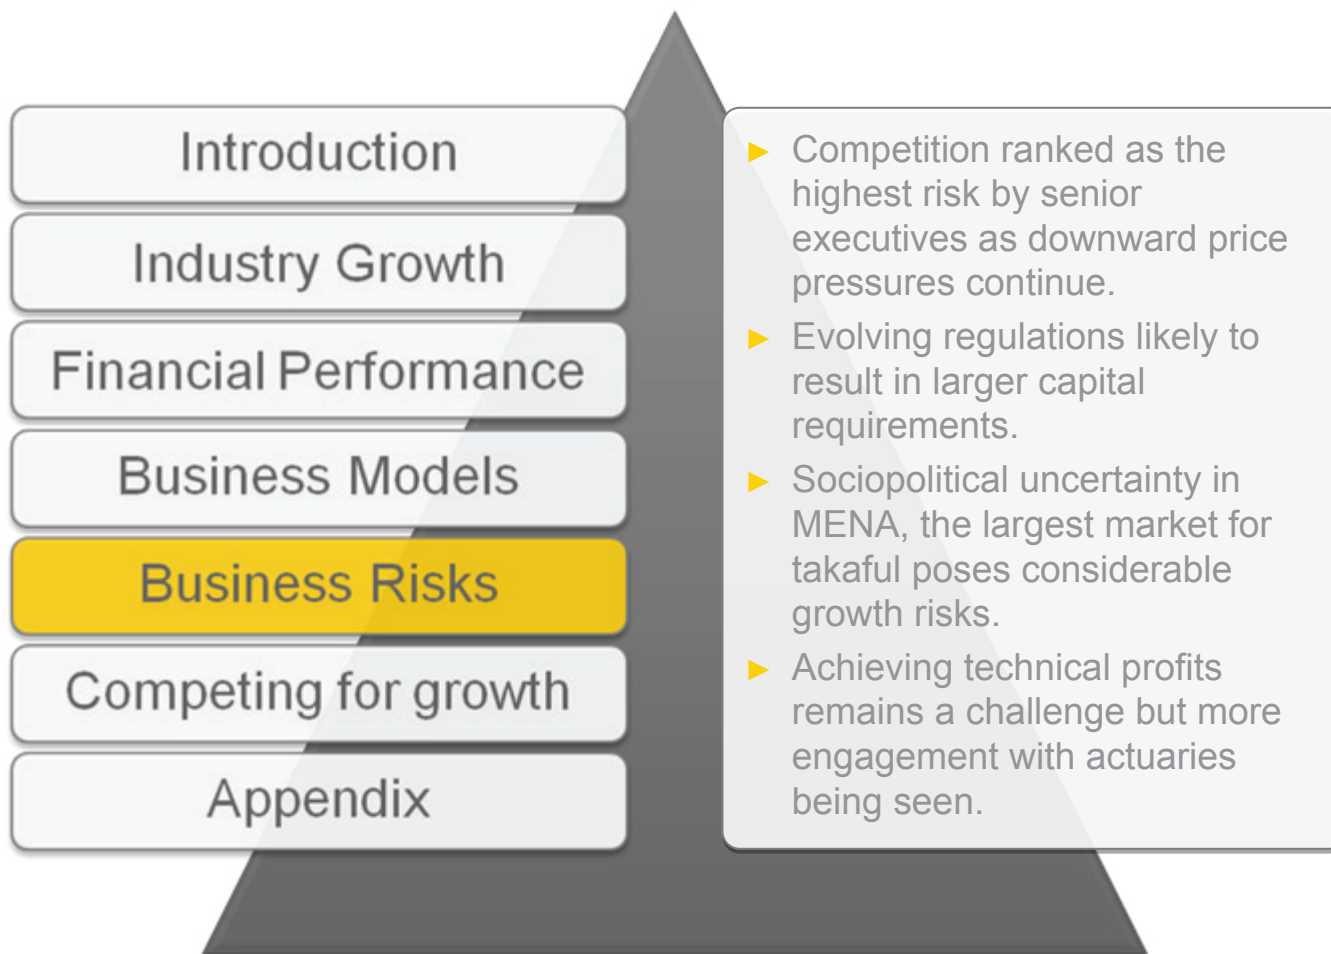 Introduction
Industry Growth
Financial Performance
Business Models
Business Risks
Competing for growth
Appendix
► Competition ranked as the
highest risk by senior
executives as downward price
pressures continue.
► Evolving regulations likely to
result in larger capital
requirements.
► Sociopolitical uncertainty in
MENA, the largest market for
takaful poses considerable
growth risks.
► Achieving technical profits
remains a challenge but more
engagement with actuaries
being seen.